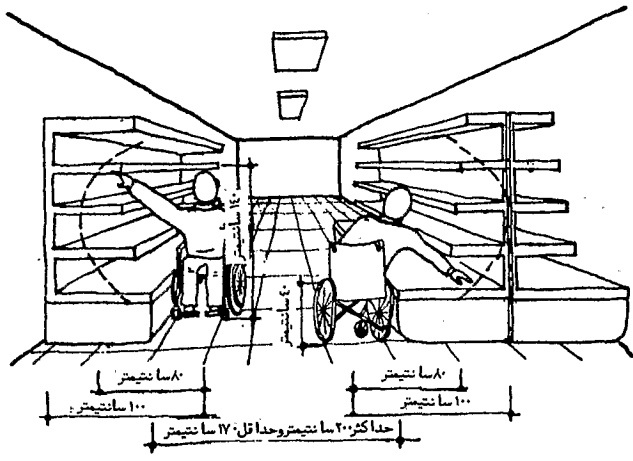 ۱۴۰ سانتیمتر
۴۰ سانتیمتر
۸۰ سانتیمتر
۸۰ سانتیمتر
۱۰۰ سانتیمتر
۱۰۰ سانتیمتر
حداکثر ۲۰۰ سانتیمتر و حداقل ۱۷۰ سانتیمتر